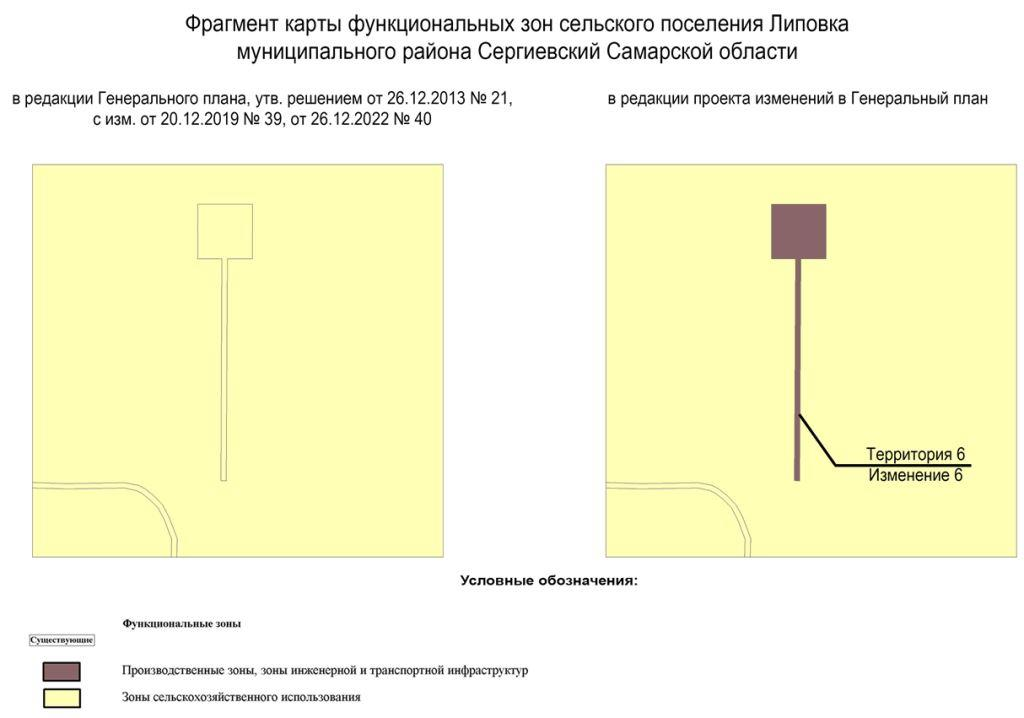 Фрагмент карты функциональных зон сельского поселения Липовка
муниципального района Сергиевский Самарской области
в редакции Генерального плана, утв. решением от 26.12.2013 № 21,
с изм. от 20.12.2019 № 39, от 26.12.2022 № 40
в редакции проекта изменений в Генеральный план
Территория 6
Изменение 6
Условные обозначения:
Функциональные зоны
Существующие
Производственные зоны, зоны инженерной и транспортной инфраструктур
Зоны сельскохозяйственного использования